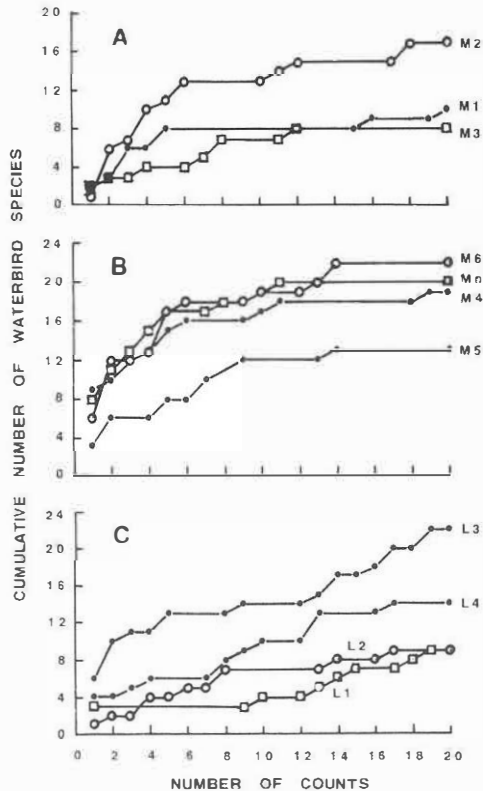 A
16
12
8
4
0
M2
M1
M3
B
24
20
16
12
8
4
0
M6
Mn
M4
M5
C
24
20
16
12
8
4
0
L3
L4
L2
L1
0 2 4 6 8 10 12 14 16 18 20
NUMBER OF COUNTS
CUMULATIVE NUMBER OF WATERBIRD SPECIES